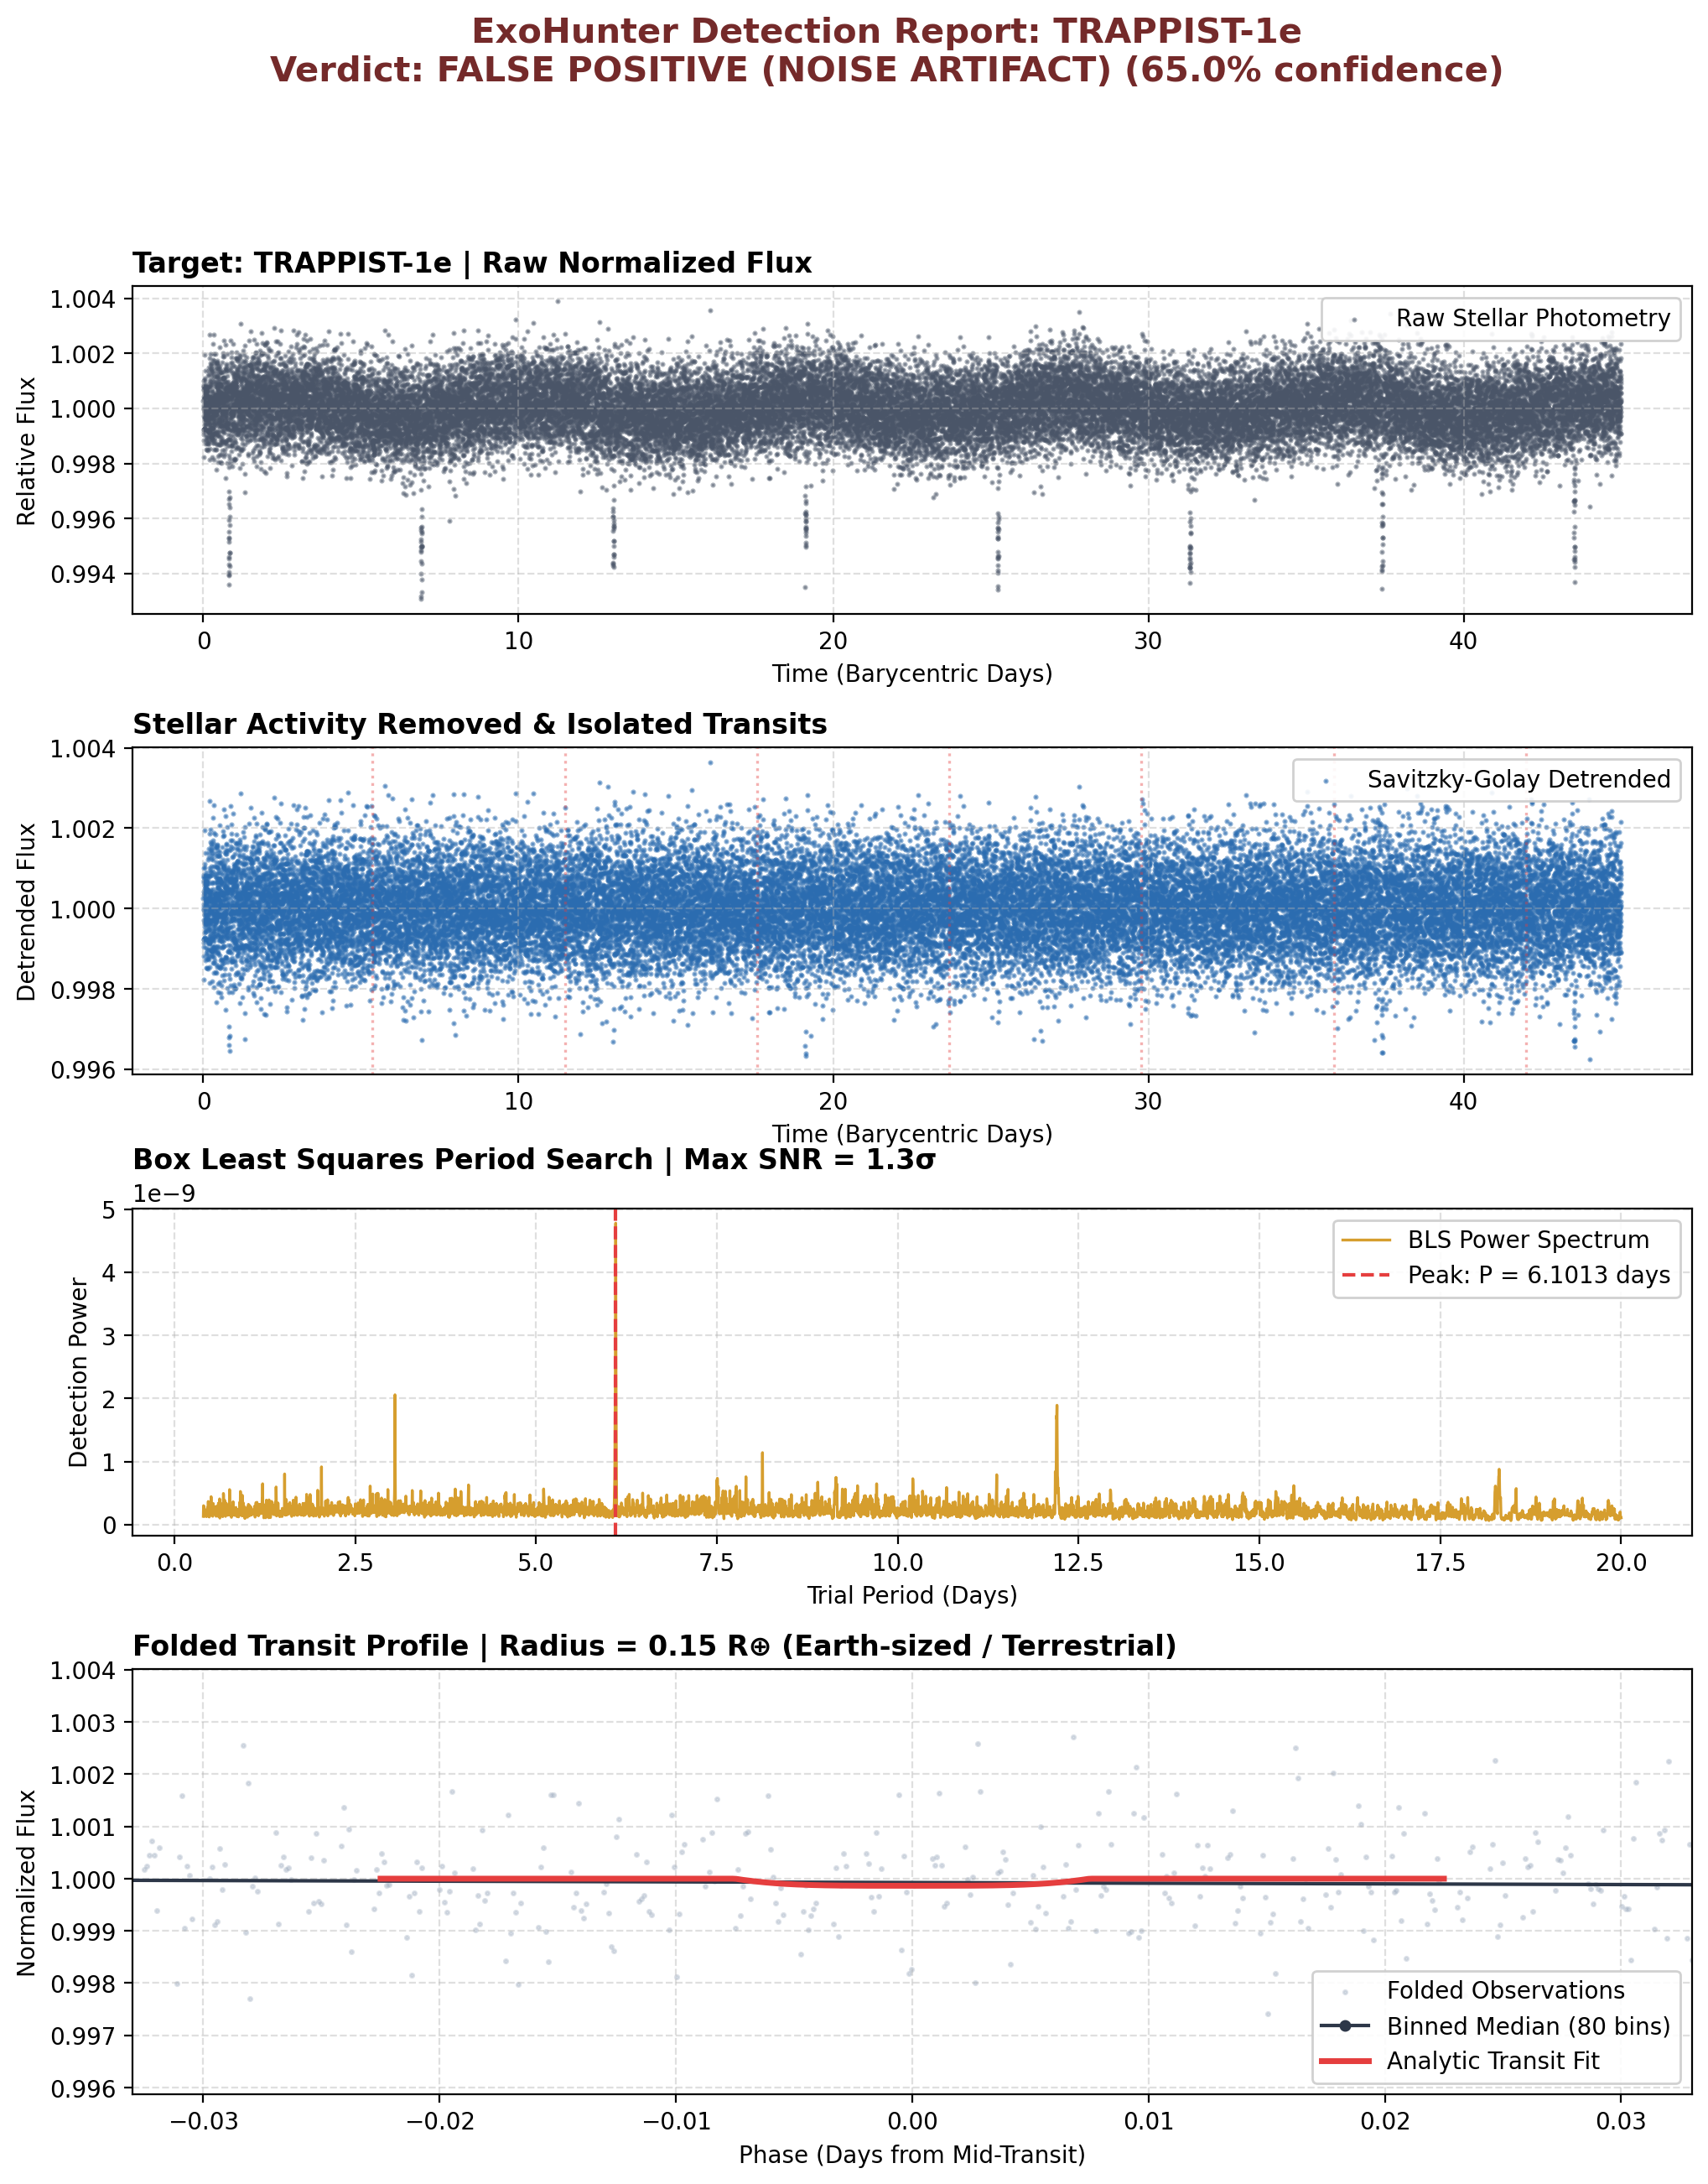 ExoHunter Detection Report: TRAPPIST-1e
Verdict: FALSE POSITIVE (NOISE ARTIFACT) (65.0% confidence)
Target: TRAPPIST-1e | Raw Normalized Flux
Relative Flux
1.004
1.002
1.000
0.998
0.996
0.994
Raw Stellar Photometry
0 10 20 30 40
Time (Barycentric Days)
Stellar Activity Removed & Isolated Transits
Detrended Flux
1.004
1.002
1.000
0.998
0.996
Savitzky-Golay Detrended
0 10 20 30 40
Time (Barycentric Days)
Box Least Squares Period Search | Max SNR = 1.3σ
1e−9
Detection Power
5
4
3
2
1
0
BLS Power Spectrum
Peak: P = 6.1013 days
0.0 2.5 5.0 7.5 10.0 12.5 15.0 17.5 20.0
Trial Period (Days)
Folded Transit Profile | Radius = 0.15 R⊕ (Earth-sized / Terrestrial)
Normalized Flux
1.004
1.003
1.002
1.001
1.000
0.999
0.998
0.997
0.996
Folded Observations
Binned Median (80 bins)
Analytic Transit Fit
−0.03 −0.02 −0.01 0.00 0.01 0.02 0.03
Phase (Days from Mid-Transit)